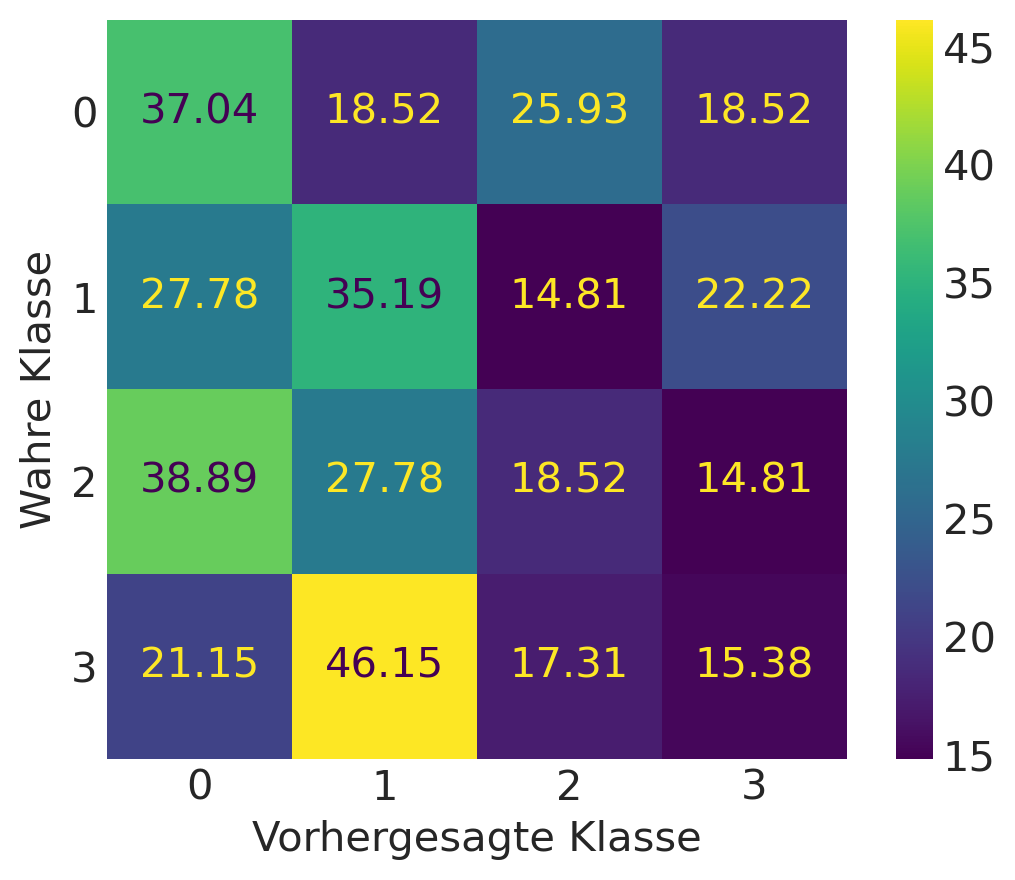 0 37.04 18.52 25.93 18.52
1 27.78 35.19 14.81 22.22
2 38.89 27.78 18.52 14.81
3 21.15 46.15 17.31 15.38
0 1 2 3
Vorhergesagte Klasse
Wahre Klasse
45
40
35
30
25
20
15